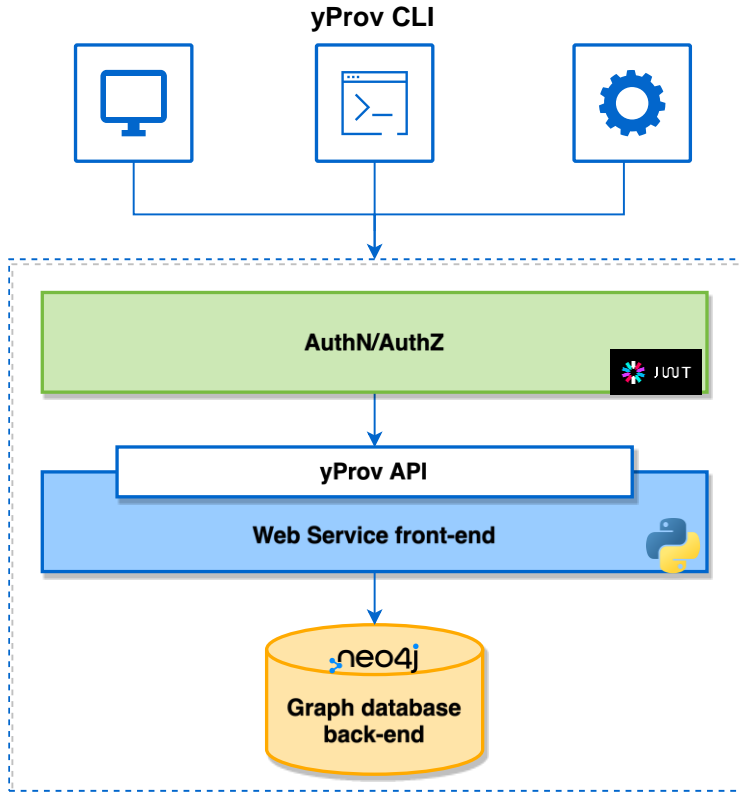 yProv CLI
AuthN/AuthZ
JWT
yProv API
Web Service front-end
neo4j
Graph database
back-end